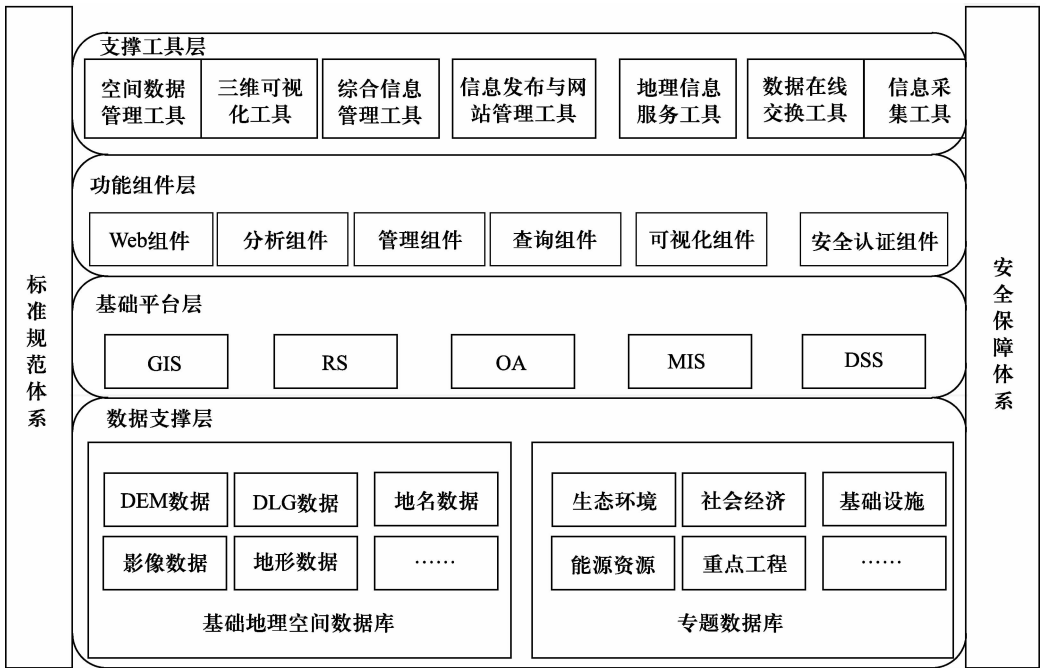 支撑工具层
空间数据
管理工具
三维可视
化工具
综合信息
管理工具
信息发布与网
站管理工具
地理信息
服务工具
数据在线
交换工具
信息采
集工具
功能组件层
Web组件
分析组件
管理组件
查询组件
可视化组件
安全认证组件
基础平台层
GIS
RS
OA
MIS
DSS
数据支撑层
DEM数据
DLG数据
地名数据
影像数据
地形数据
……
基础地理空间数据库
生态环境
社会经济
基础设施
能源资源
重点工程
……
专题数据库
标准规范体系
安全保障体系